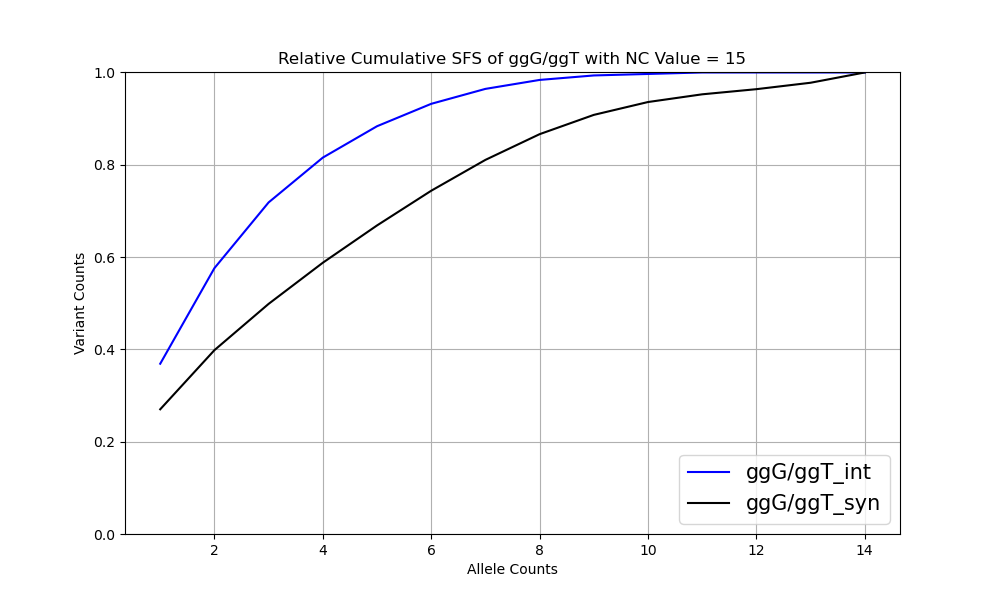 Relative Cumulative SFS of ggG/ggT with NC Value = 15
1.0
0.8
0.6
0.4
0.2
0.0
Variant Counts
2 4 6 8 10 12 14
Allele Counts
ggG/ggT_int
ggG/ggT_syn